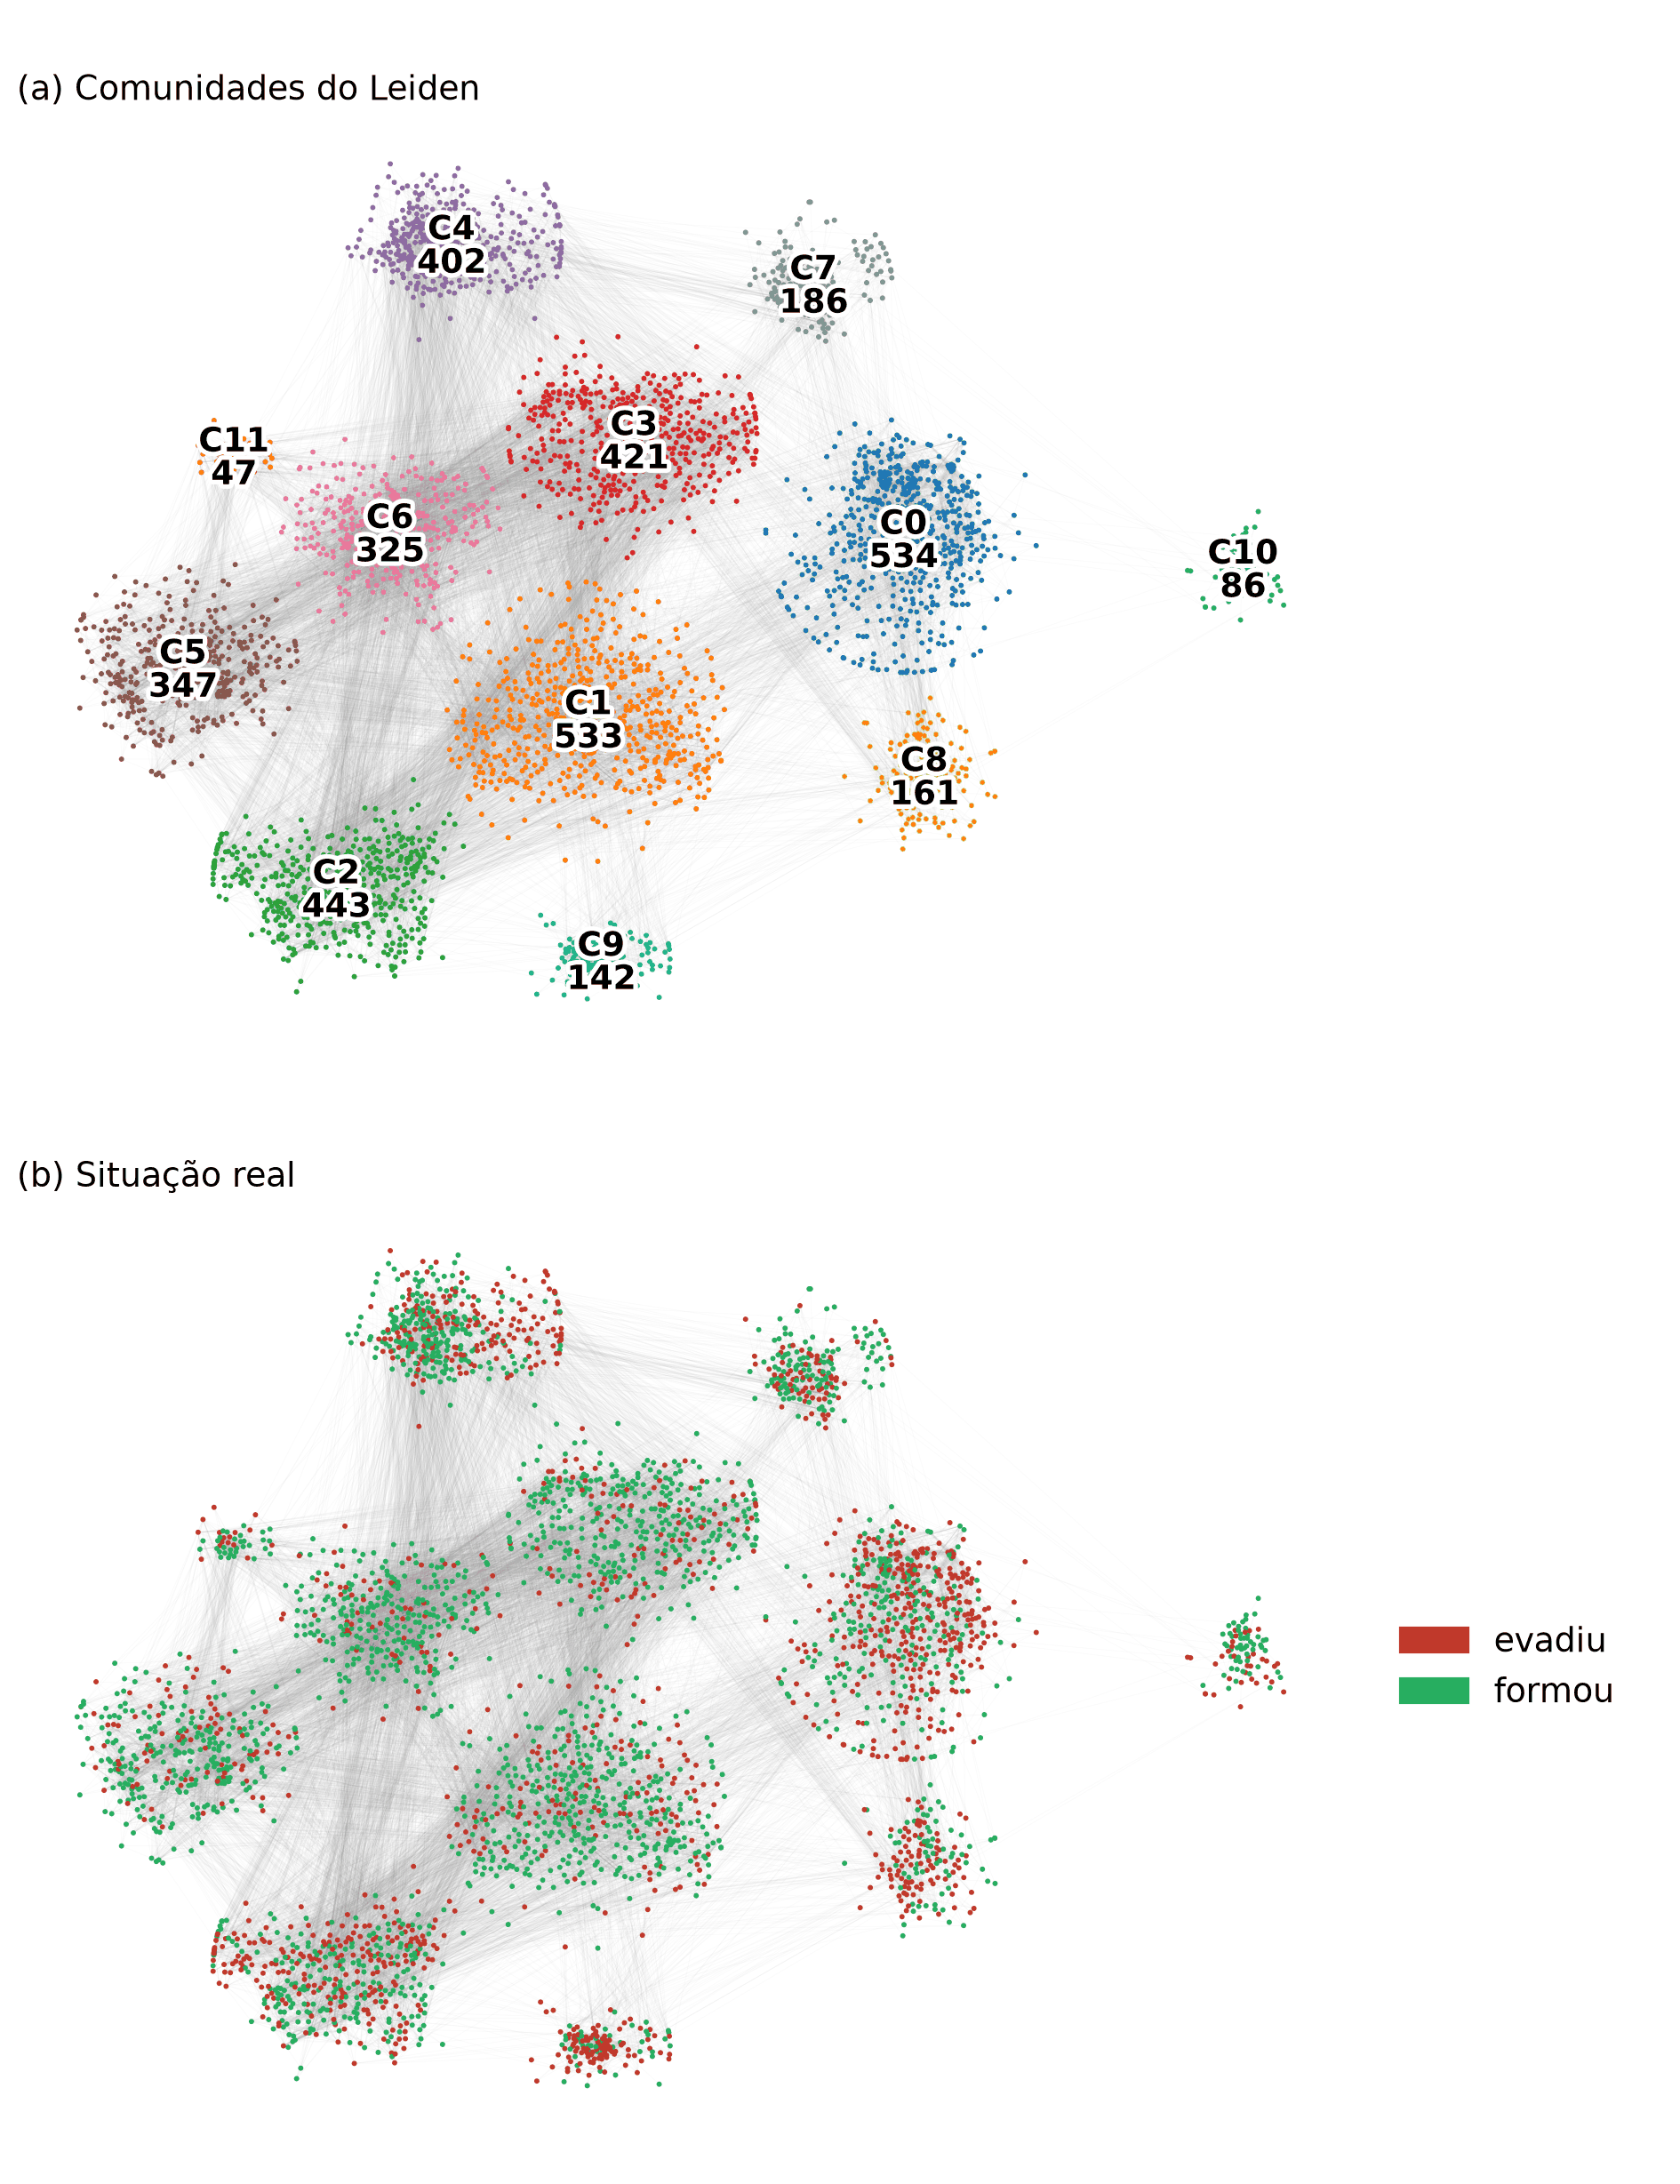 (a) Comunidades do Leiden
C4
402
C7
186
C3
421
C11
47
C6
325
C0
534
C10
86
C5
347
C1
533
C8
161
C2
443
C9
142
(b) Situação real
evadiu
formou